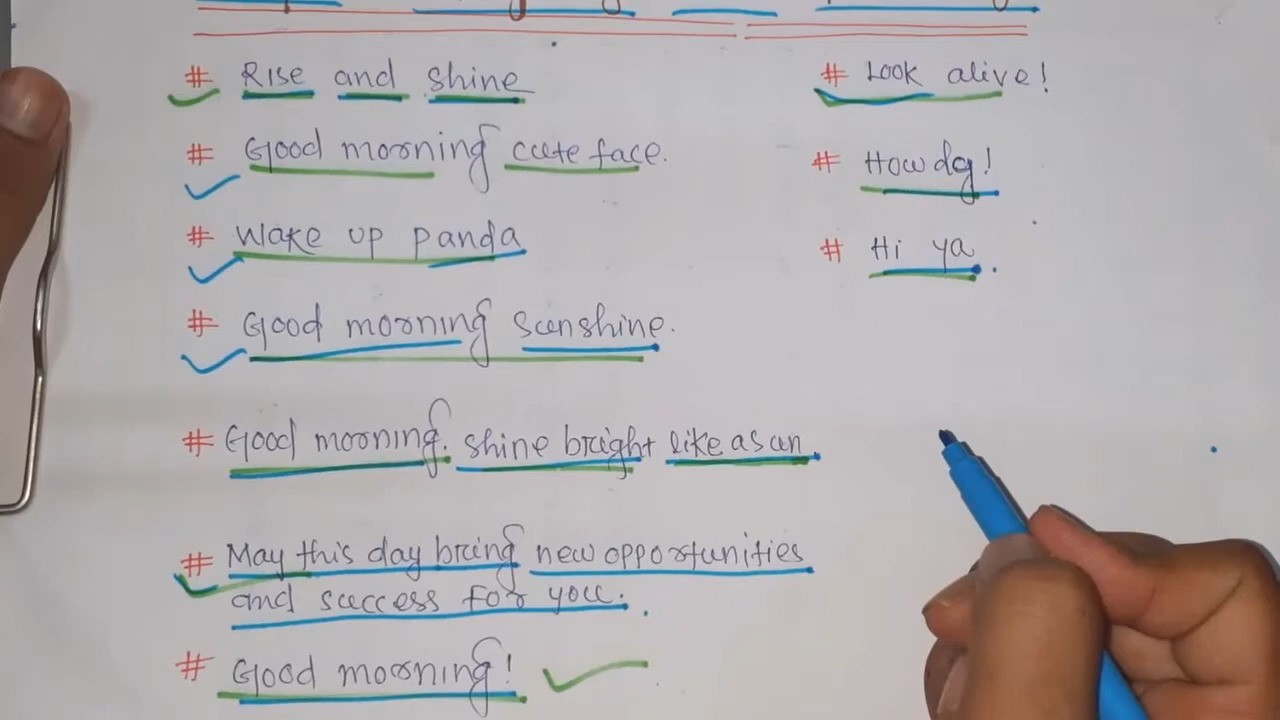 # Rise and shine
# Good morning cute face.
# Wake up panda
# Good morning sunshine.
# Good morning. shine bright like a sun.
# May this day bring new opportunities
and success for you.
# Good morning!
# Look alive!
# Howdy!
# Hi ya.